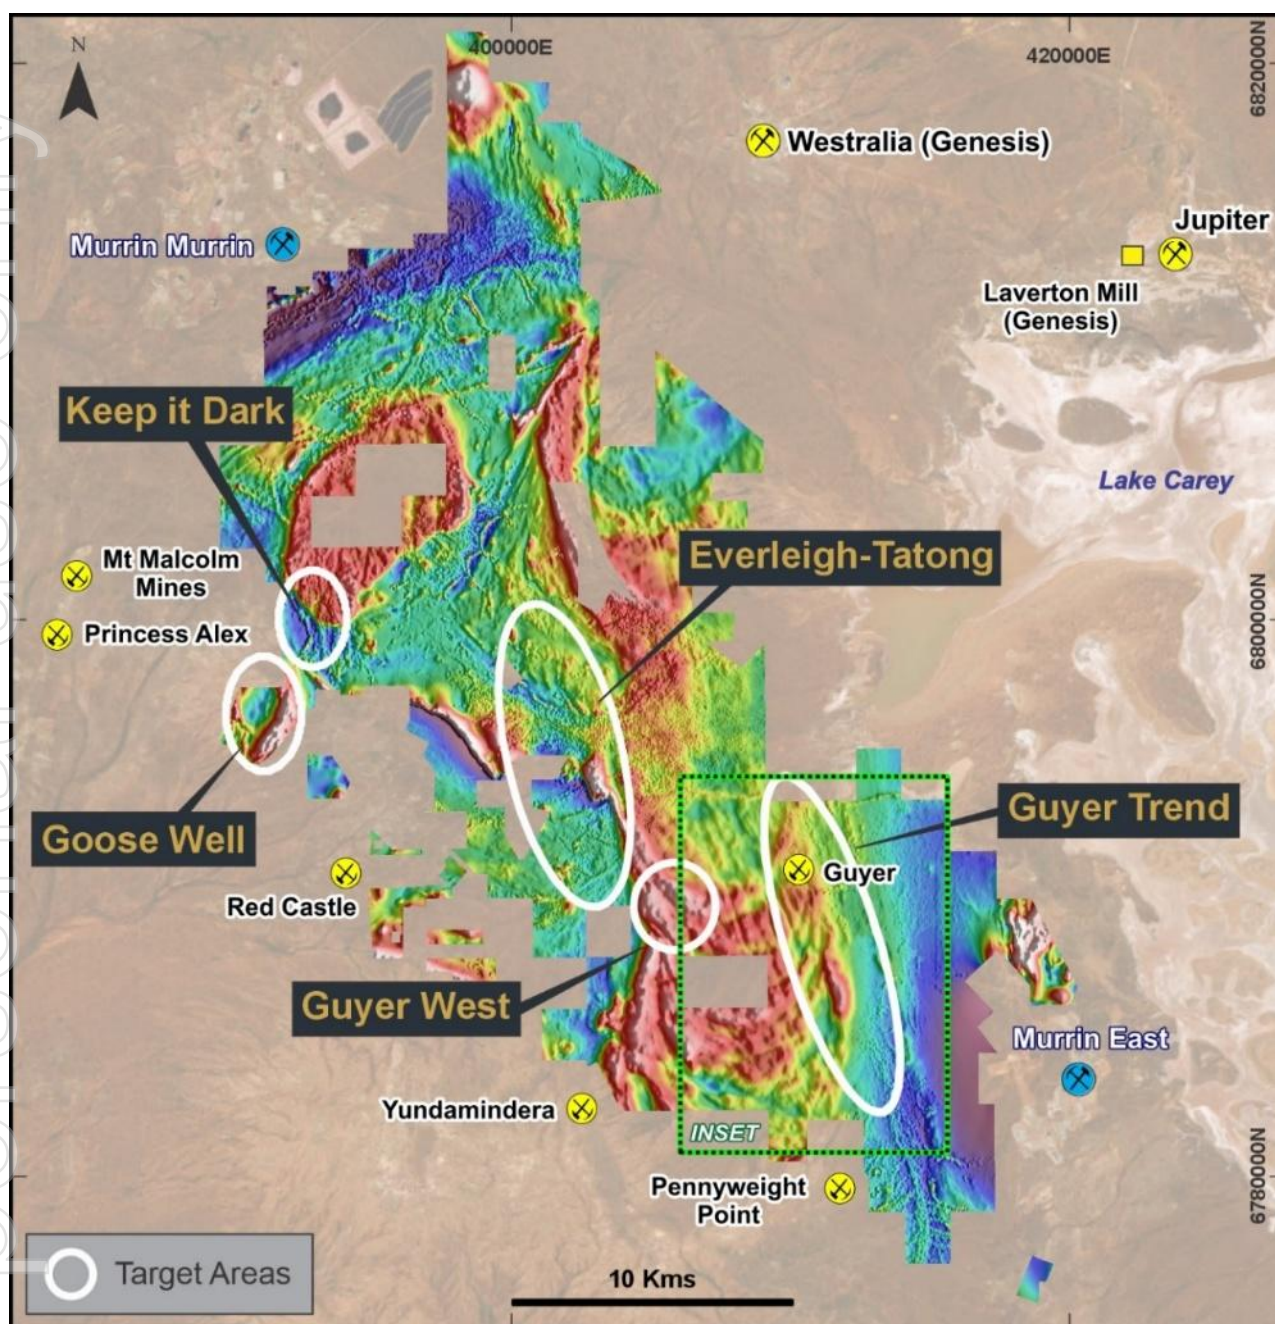 N
400000E
420000E
6820000N
Westralia (Genesis)
Jupiter
Murrin Murrin
Laverton Mill
(Genesis)
Keep it Dark
Lake Carey
Everleigh-Tatong
Mt Malcolm
Mines
Princess Alex
6800000N
Goose Well
Guyer Trend
Guyer
Red Castle
Guyer West
Murrin East
Yundamindera
INSET
Pennyweight
Point
6780000N
Target Areas
10 Kms